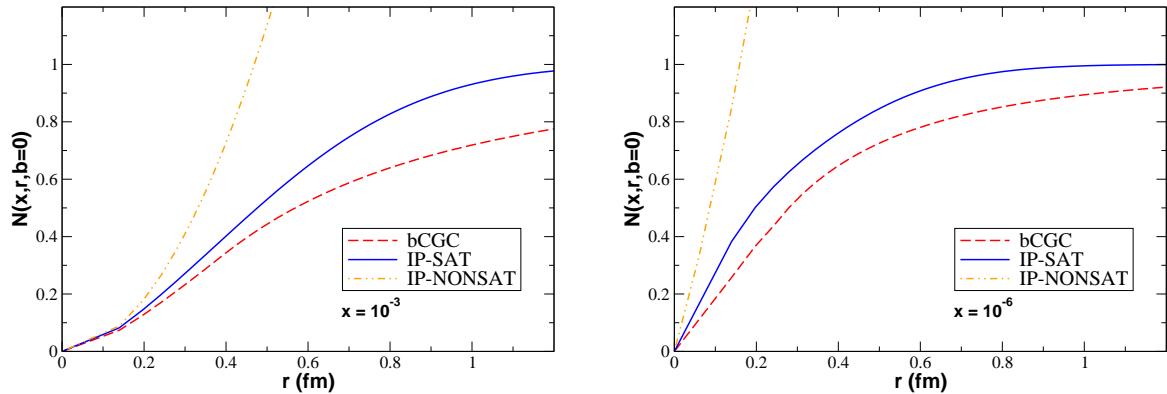 N(x,r,b=0)
1
0.8
0.6
0.4
0.2
0
bCGC
IP-SAT
IP-NONSAT
x = 10⁻³
0 0.2 0.4 0.6 0.8 1
r (fm)
N(x,r,b=0)
1
0.8
0.6
0.4
0.2
0
bCGC
IP-SAT
IP-NONSAT
x = 10⁻⁶
0 0.2 0.4 0.6 0.8 1
r (fm)